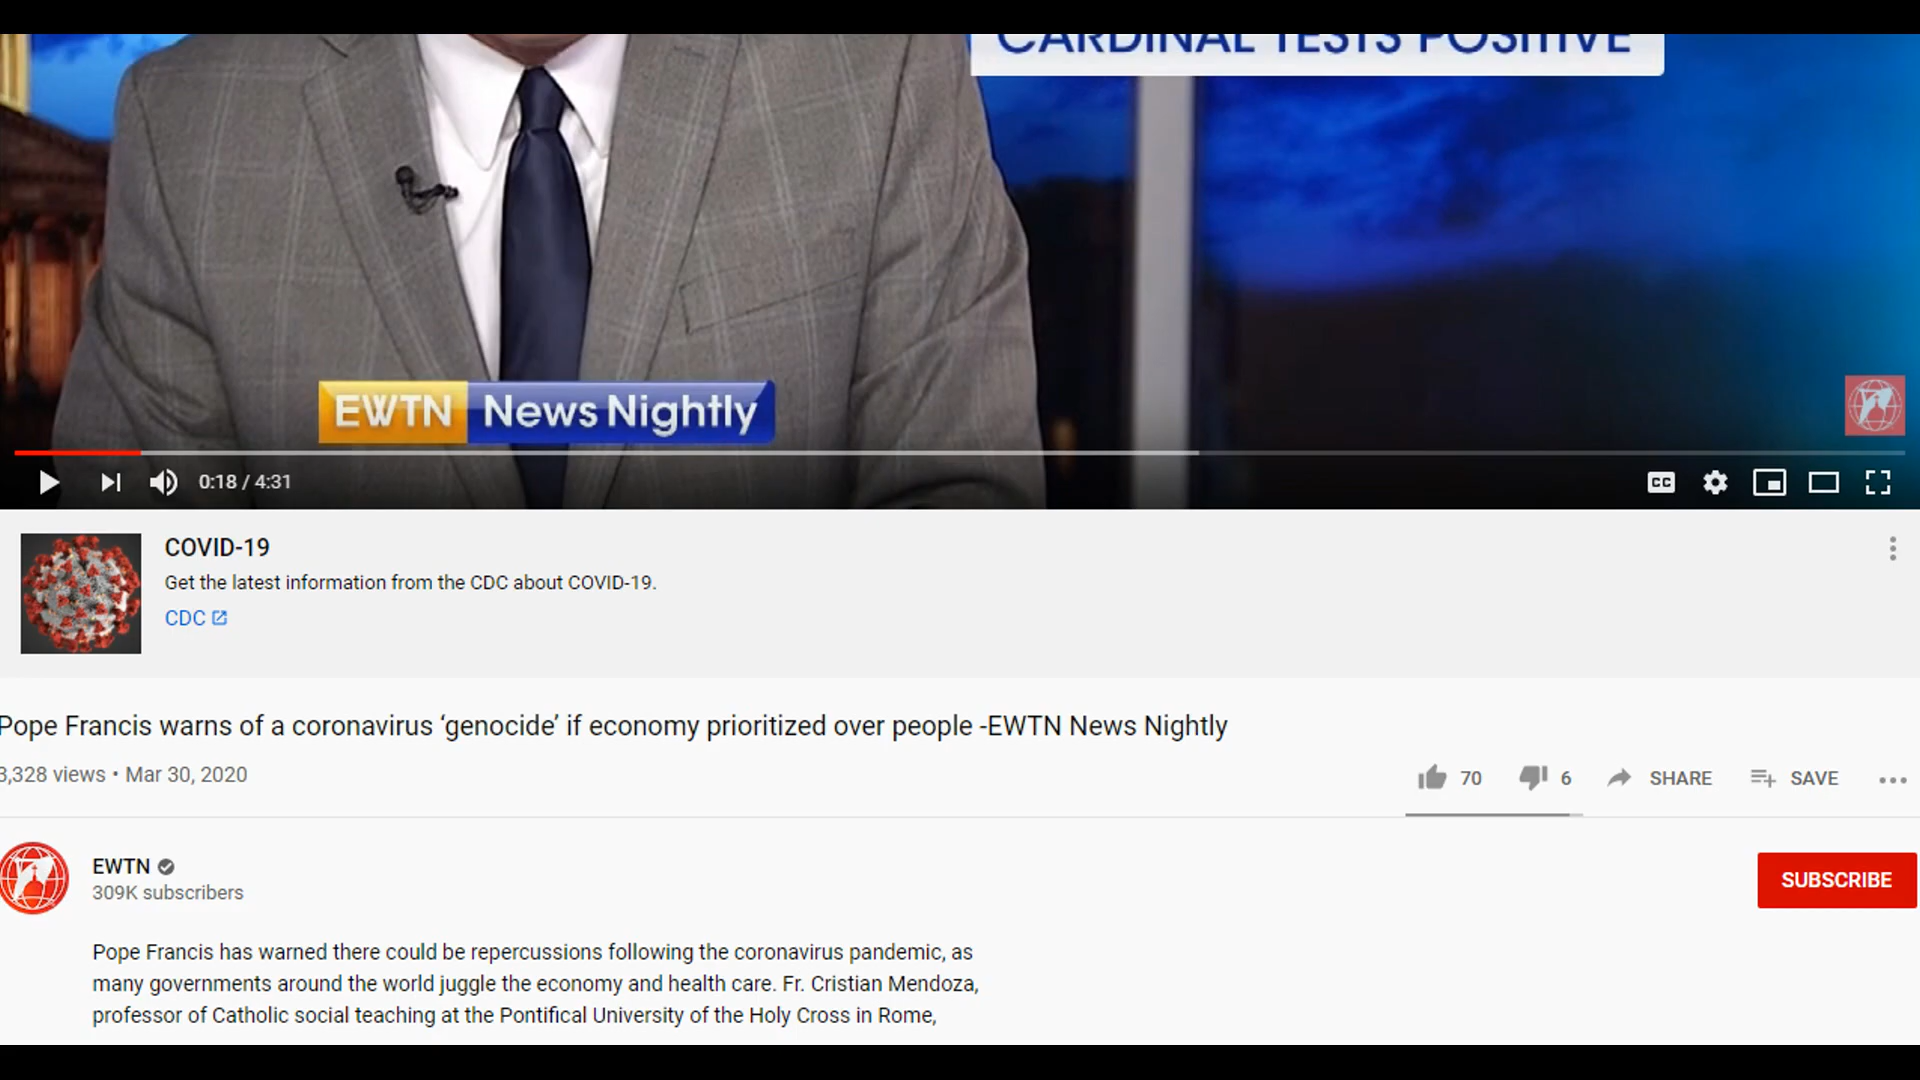 CARDINAL TESTS POSITIVE
EWTN News Nightly
0:18 / 4:31
CC
COVID-19
Get the latest information from the CDC about COVID-19.
CDC
Pope Francis warns of a coronavirus ‘genocide’ if economy prioritized over people -EWTN News Nightly
3,328 views • Mar 30, 2020
70
6
SHARE
SAVE
EWTN
309K subscribers
SUBSCRIBE
Pope Francis has warned there could be repercussions following the coronavirus pandemic, as
many governments around the world juggle the economy and health care. Fr. Cristian Mendoza,
professor of Catholic social teaching at the Pontifical University of the Holy Cross in Rome,